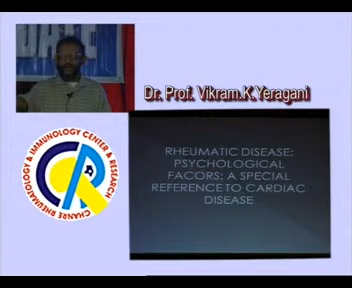 Dr. Prof. Vikram.K.Yeragani
CHANRE RHEUMATOLOGY & IMMUNOLOGY CENTER & RESEARCH
RHEUMATIC DISEASE:
PSYCHOLOGICAL
FACORS: A SPECIAL
REFERENCE TO CARDIAC
DISEASE